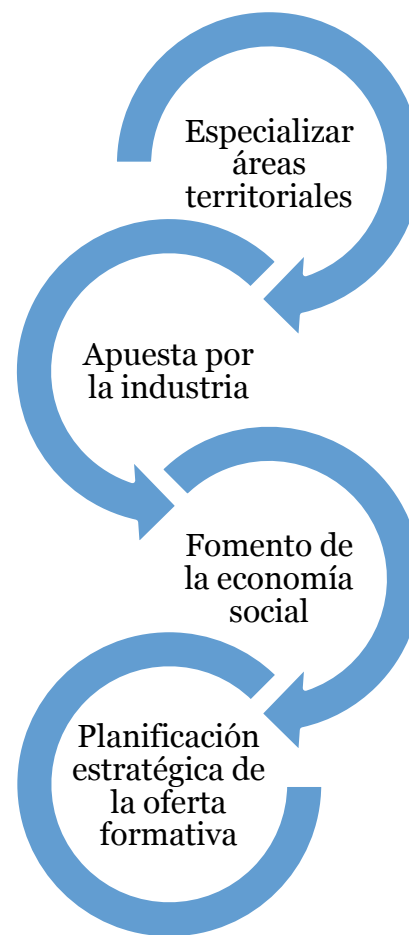 Especializar
áreas
territoriales
Apuesta por
la industria
Fomento de
la economía
social
Planificación
estratégica de
la oferta
formativa